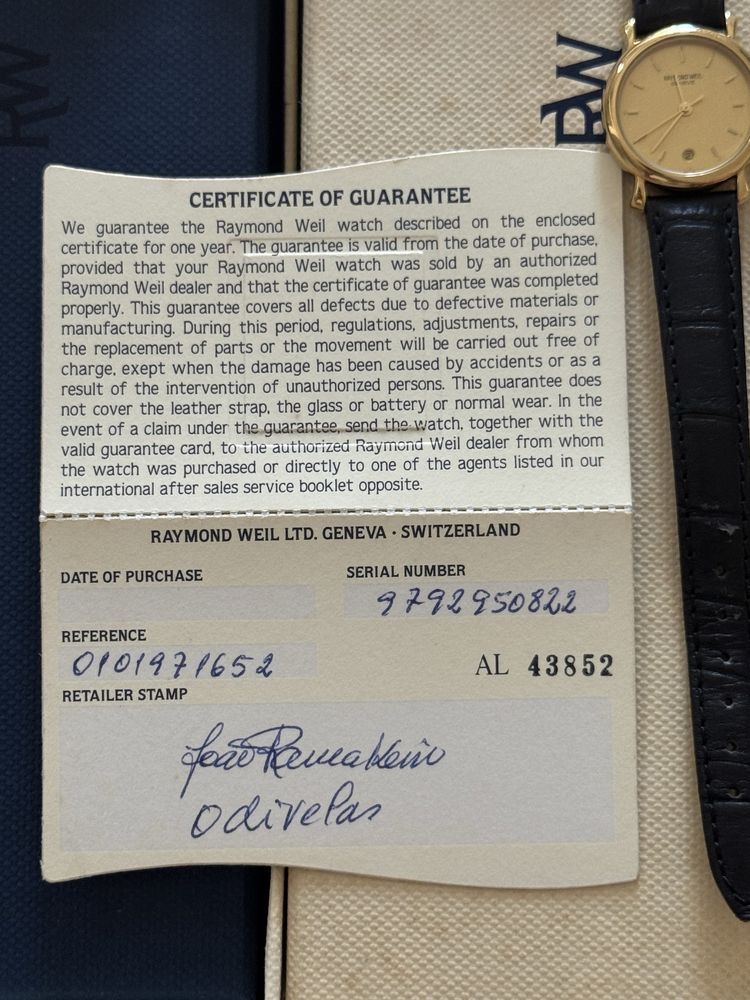 RW
RW
RAYMOND WEIL
GENEVE
CERTIFICATE OF GUARANTEE
We guarantee the Raymond Weil watch described on the enclosed
certificate for one year. The guarantee is valid from the date of purchase,
provided that your Raymond Weil watch was sold by an authorized
Raymond Weil dealer and that the certificate of guarantee was completed
properly. This guarantee covers all defects due to defective materials or
manufacturing. During this period, regulations, adjustments, repairs or
the replacement of parts or the movement will be carried out free of
charge, exept when the damage has been caused by accidents or as a
result of the intervention of unauthorized persons. This guarantee does
not cover the leather strap, the glass or battery or normal wear. In the
event of a claim under the guarantee, send the watch, together with the
valid guarantee card, to the authorized Raymond Weil dealer from whom
the watch was purchased or directly to one of the agents listed in our
international after sales service booklet opposite.
RAYMOND WEIL LTD. GENEVA · SWITZERLAND
DATE OF PURCHASE
SERIAL NUMBER
9792950822
REFERENCE
0101971652
AL 43852
RETAILER STAMP
João
Odivelas